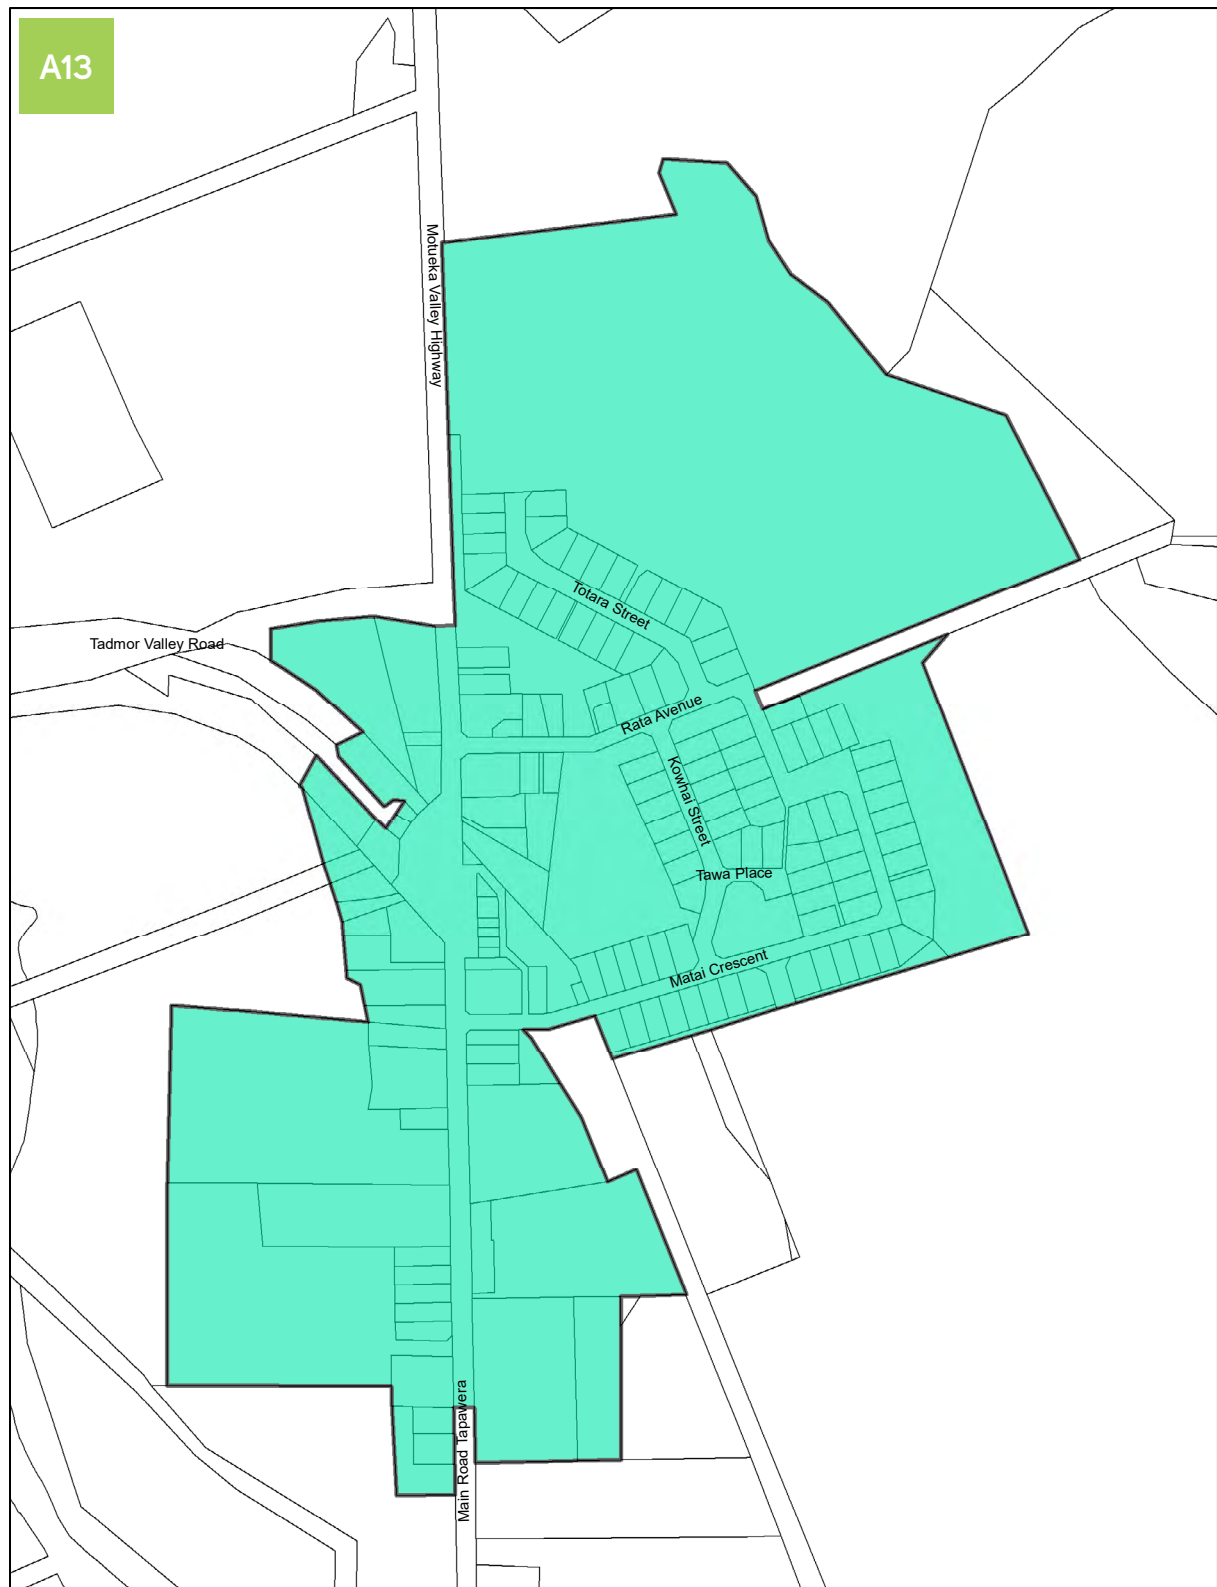 A13
Motueka Valley Highway
Totara Street
Tadmor Valley Road
Rata Avenue
Kowhai Street
Tawa Place
Matai Crescent
Main Road Tapawera